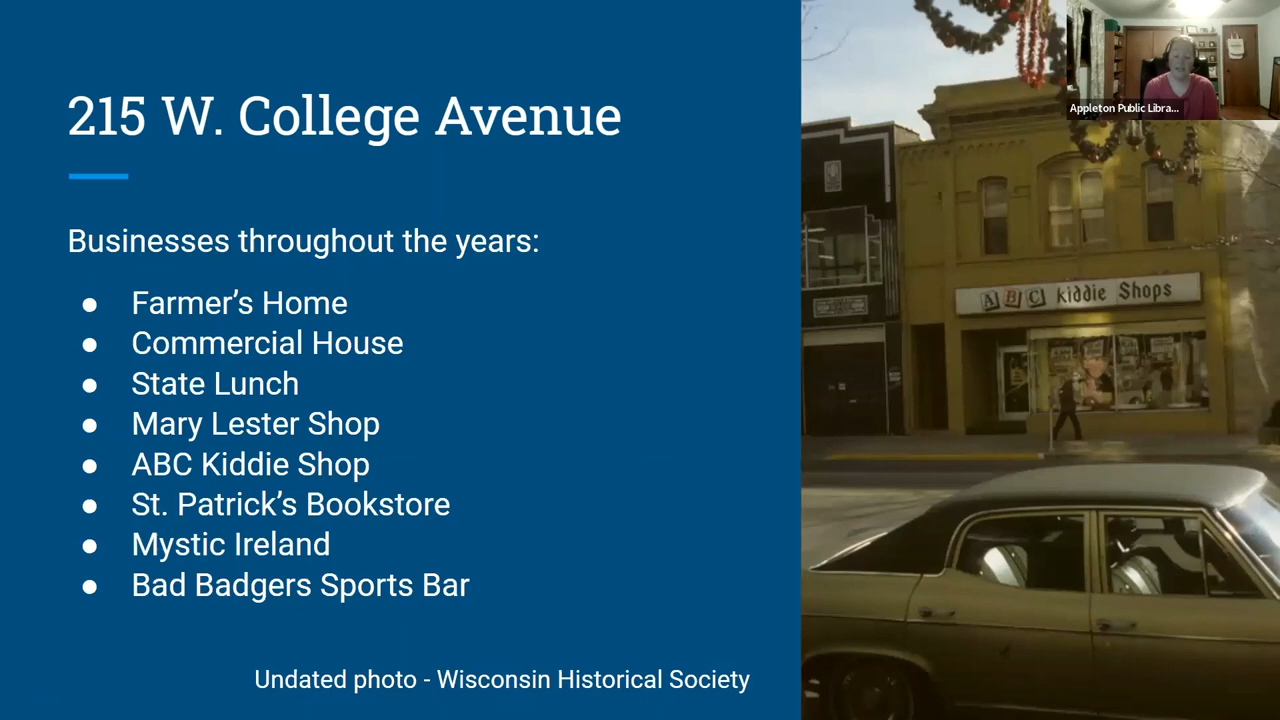 215 W. College Avenue
Businesses throughout the years:
● Farmer’s Home
● Commercial House
● State Lunch
● Mary Lester Shop
● ABC Kiddie Shop
● St. Patrick’s Bookstore
● Mystic Ireland
● Bad Badgers Sports Bar
Undated photo - Wisconsin Historical Society
Appleton Public Libra...
ABC kiddie Shops